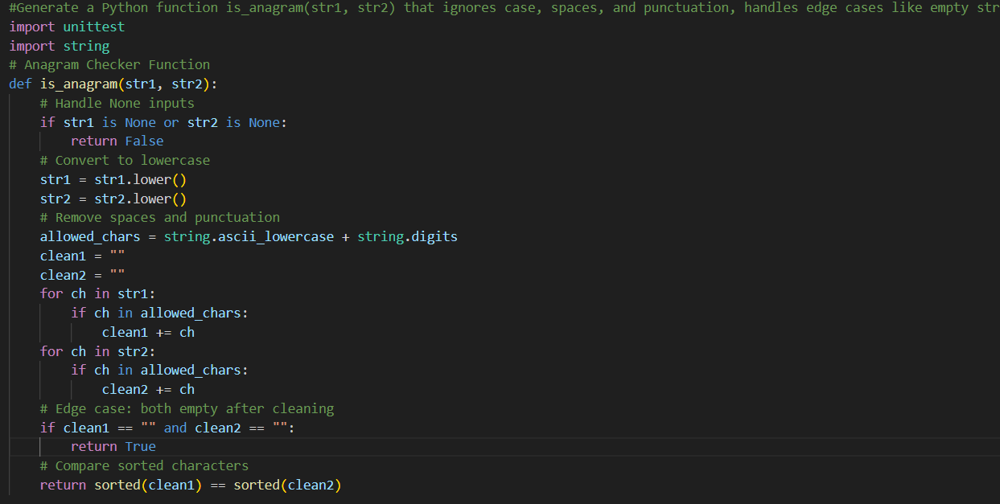 #Generate a Python function is_anagram(str1, str2) that ignores case, spaces, and punctuation, handles edge cases like empty str
import unittest
import string
# Anagram Checker Function
def is_anagram(str1, str2):
    # Handle None inputs
    if str1 is None or str2 is None:
        return False
    # Convert to lowercase
    str1 = str1.lower()
    str2 = str2.lower()
    # Remove spaces and punctuation
    allowed_chars = string.ascii_lowercase + string.digits
    clean1 = ""
    clean2 = ""
    for ch in str1:
        if ch in allowed_chars:
            clean1 += ch
    for ch in str2:
        if ch in allowed_chars:
            clean2 += ch
    # Edge case: both empty after cleaning
    if clean1 == "" and clean2 == "":
        return True
    # Compare sorted characters
    return sorted(clean1) == sorted(clean2)